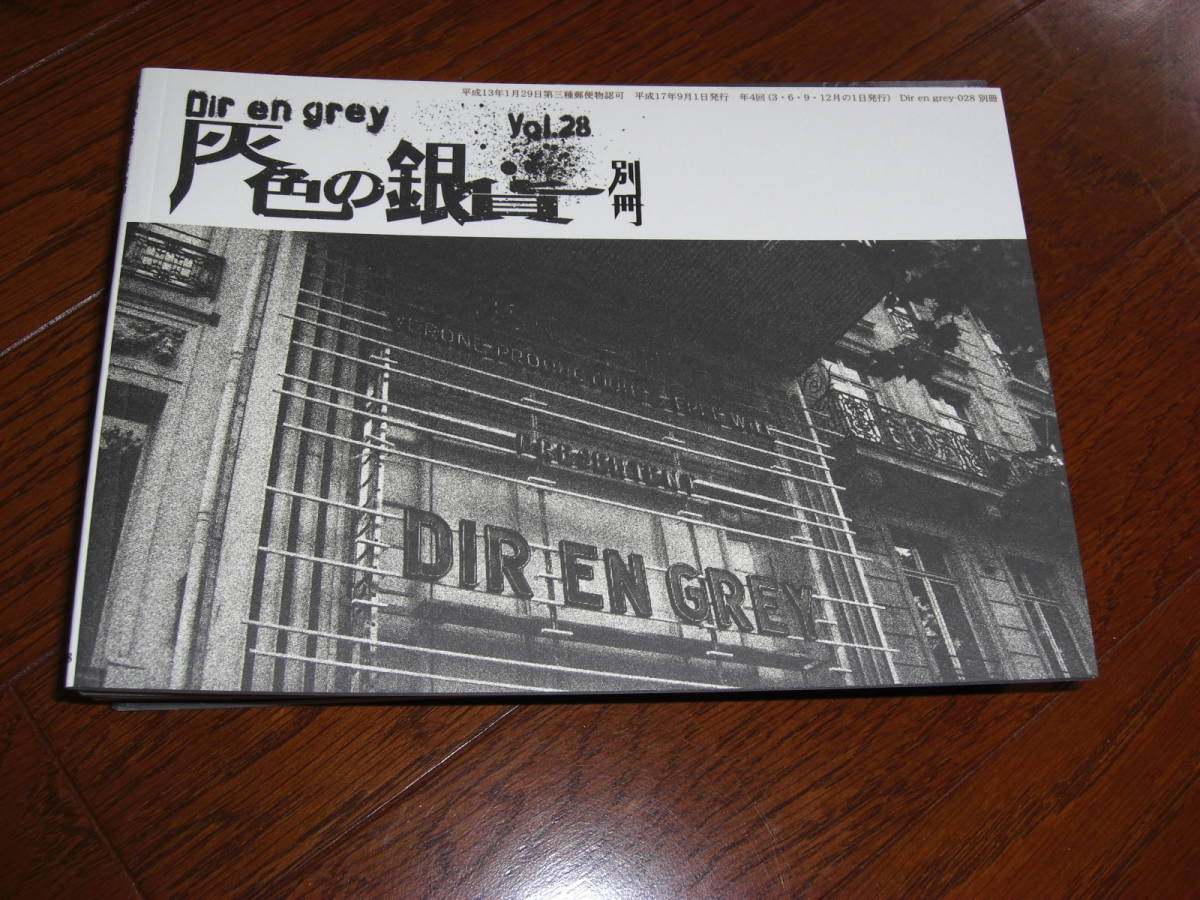 平成13年1月29日第三種郵便物認可 平成17年9月1日発行 年4回(3・6・9・12月の1日発行) Dir en grey-028 別冊
Dir en grey Vol.28
灰色の銀貨 別冊
DIR EN GREY